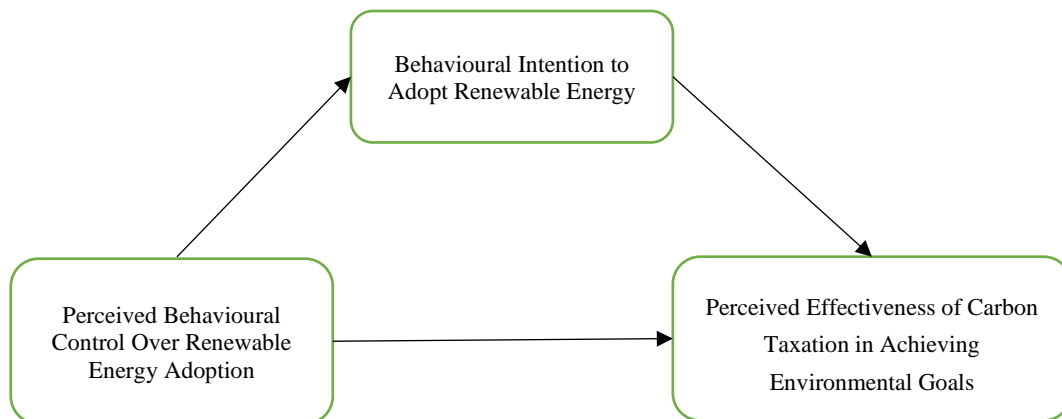 Behavioural Intention to
Adopt Renewable Energy
Perceived Behavioural
Control Over Renewable
Energy Adoption
Perceived Effectiveness of Carbon
Taxation in Achieving
Environmental Goals